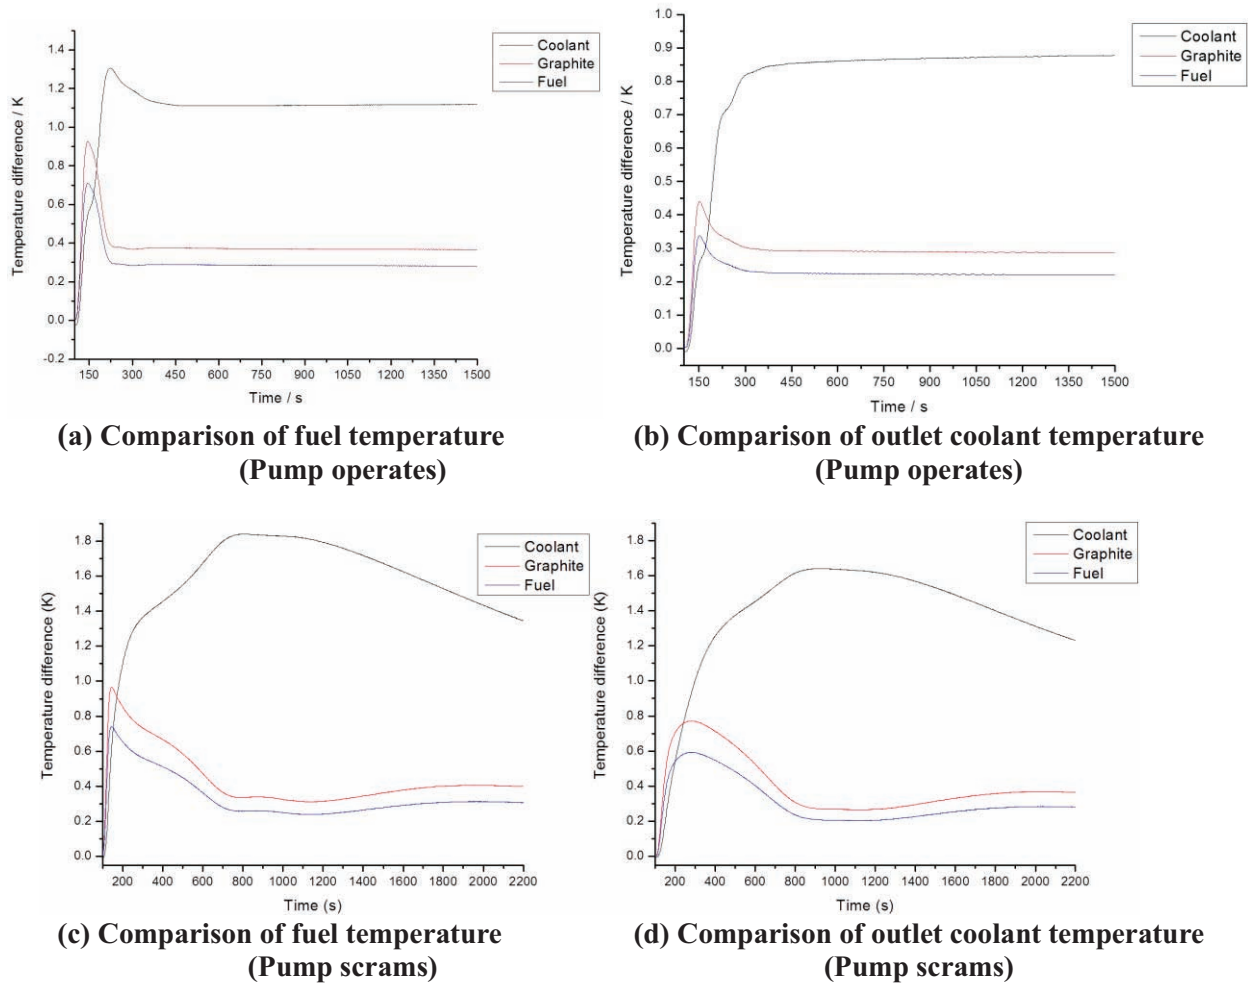 Temperature difference / K
1.4
1.2
1.0
0.8
0.6
0.4
0.2
0.0
-0.2
150 300 450 600 750 900 1050 1200 1350 1500
Time / s
Coolant
Graphite
Fuel
(a) Comparison of fuel temperature
(Pump operates)
Temperature difference / K
1.0
0.9
0.8
0.7
0.6
0.5
0.4
0.3
0.2
0.1
0.0
150 300 450 600 750 900 1050 1200 1350 1500
Time / s
Coolant
Graphite
Fuel
(b) Comparison of outlet coolant temperature
(Pump operates)
Temperature difference (K)
1.8
1.6
1.4
1.2
1.0
0.8
0.6
0.4
0.2
0.0
200 400 600 800 1000 1200 1400 1600 1800 2000 2200
Time (s)
Coolant
Graphite
Fuel
(c) Comparison of fuel temperature
(Pump scrams)
Temperature difference (K)
1.8
1.6
1.4
1.2
1.0
0.8
0.6
0.4
0.2
0.0
200 400 600 800 1000 1200 1400 1600 1800 2000 2200
Time (s)
Coolant
Graphite
Fuel
(d) Comparison of outlet coolant temperature
(Pump scrams)